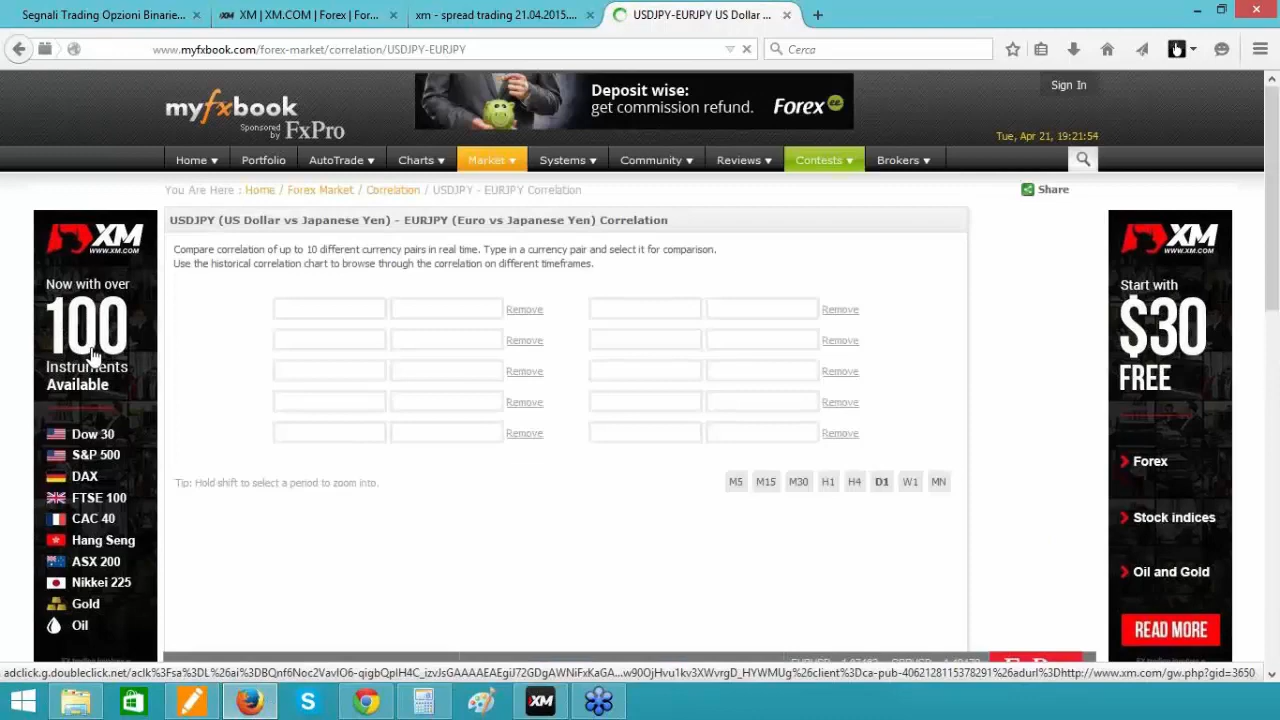 Segnali Trading Opzioni Binarie...
XM | XM.COM | Forex | For...
xm - spread trading 21.04.2015....
USDJPY-EURJPY US Dollar ...
www.myfxbook.com/forex-market/correlation/USDJPY-EURJPY
Cerca
myfxbook
Sponsored by FxPro
Deposit wise:
get commission refund.
Forex ee
Sign In
Tue, Apr 21, 19:21:54
Home
Portfolio
AutoTrade
Charts
Market
Systems
Community
Reviews
Contests
Brokers
You Are Here : Home / Forex Market / Correlation / USDJPY - EURJPY Correlation
Share
USDJPY (US Dollar vs Japanese Yen) - EURJPY (Euro vs Japanese Yen) Correlation
Compare correlation of up to 10 different currency pairs in real time. Type in a currency pair and select it for comparison.
Use the historical correlation chart to browse through the correlation on different timeframes.
Remove Remove
Remove Remove
Remove Remove
Remove Remove
Remove Remove
Tip: Hold shift to select a period to zoom into.
M5 M15 M30 H1 H4 D1 W1 MN
XM
WWW.XM.COM
Now with over
100
Instruments
Available
Dow 30
S&P 500
DAX
FTSE 100
CAC 40
Hang Seng
ASX 200
Nikkei 225
Gold
Oil
XM
WWW.XM.COM
Start with
$30
FREE
Forex
Stock indices
Oil and Gold
READ MORE
XM